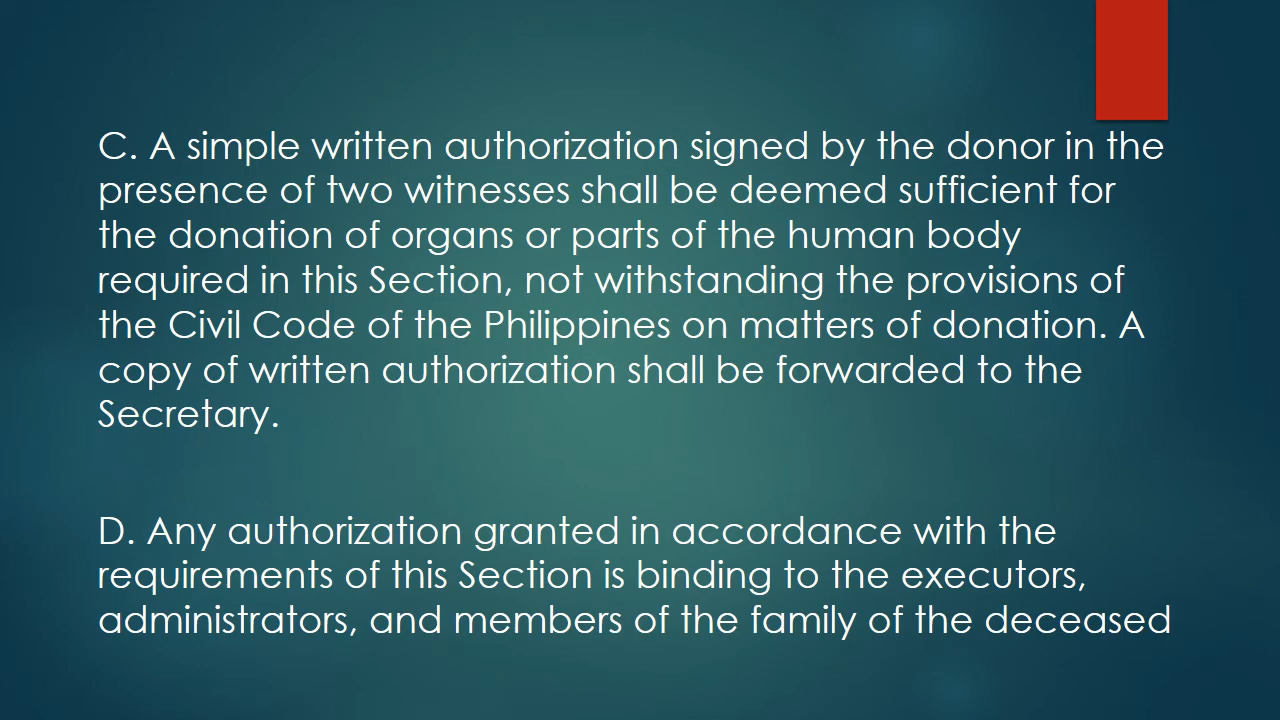 C. A simple written authorization signed by the donor in the
presence of two witnesses shall be deemed sufficient for
the donation of organs or parts of the human body
required in this Section, not withstanding the provisions of
the Civil Code of the Philippines on matters of donation. A
copy of written authorization shall be forwarded to the
Secretary.
D. Any authorization granted in accordance with the
requirements of this Section is binding to the executors,
administrators, and members of the family of the deceased